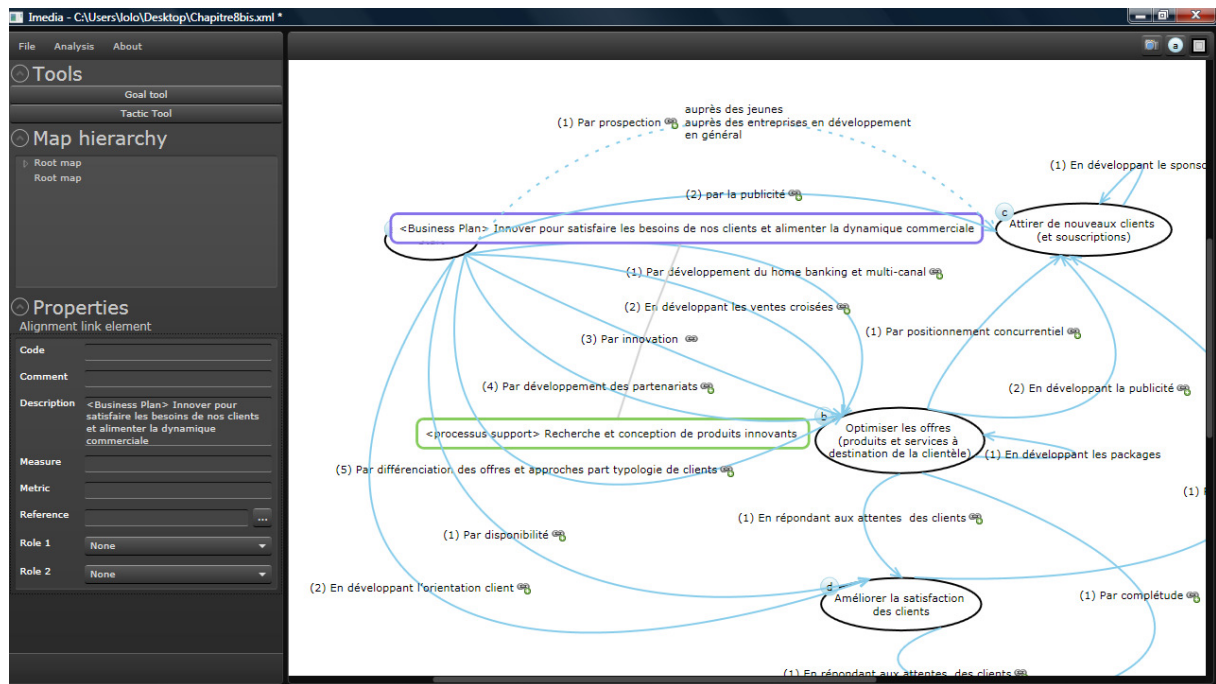 Imedia - C:\Users\lolo\Desktop\Chapitre8bis.xml *
File Analysis About
Tools
Goal tool
Tactic Tool
Map hierarchy
Root map
Root map
Properties
Alignment link element
Code
Comment
Description <Business Plan> Innover pour
satisfaire les besoins de nos clients
et alimenter la dynamique
commerciale
Measure
Metric
Reference ...
Role 1 None
Role 2 None
a
auprès des jeunes
(1) Par prospection auprès des entreprises en développement
en général
(1) En développant le sponso
(2) par la publicité
c
Attirer de nouveaux clients
(et souscriptions)
<Business Plan> Innover pour satisfaire les besoins de nos clients et alimenter la dynamique commerciale
(1) Par développement du home banking et multi-canal
(2) En développant les ventes croisées
(1) Par positionnement concurrentiel
(3) Par innovation
(4) Par développement des partenariats
(2) En développant la publicité
b
Optimiser les offres
(produits et services à
destination de la clientèle)
<processus support> Recherche et conception de produits innovants
(1) En développant les packages
(5) Par différenciation des offres et approches part typologie de clients
(1)
(1) En répondant aux attentes des clients
(1) Par disponibilité
(2) En développant l'orientation client
d
Améliorer la satisfaction
des clients
(1) Par complétude
(1) En répondant aux attentes des clients